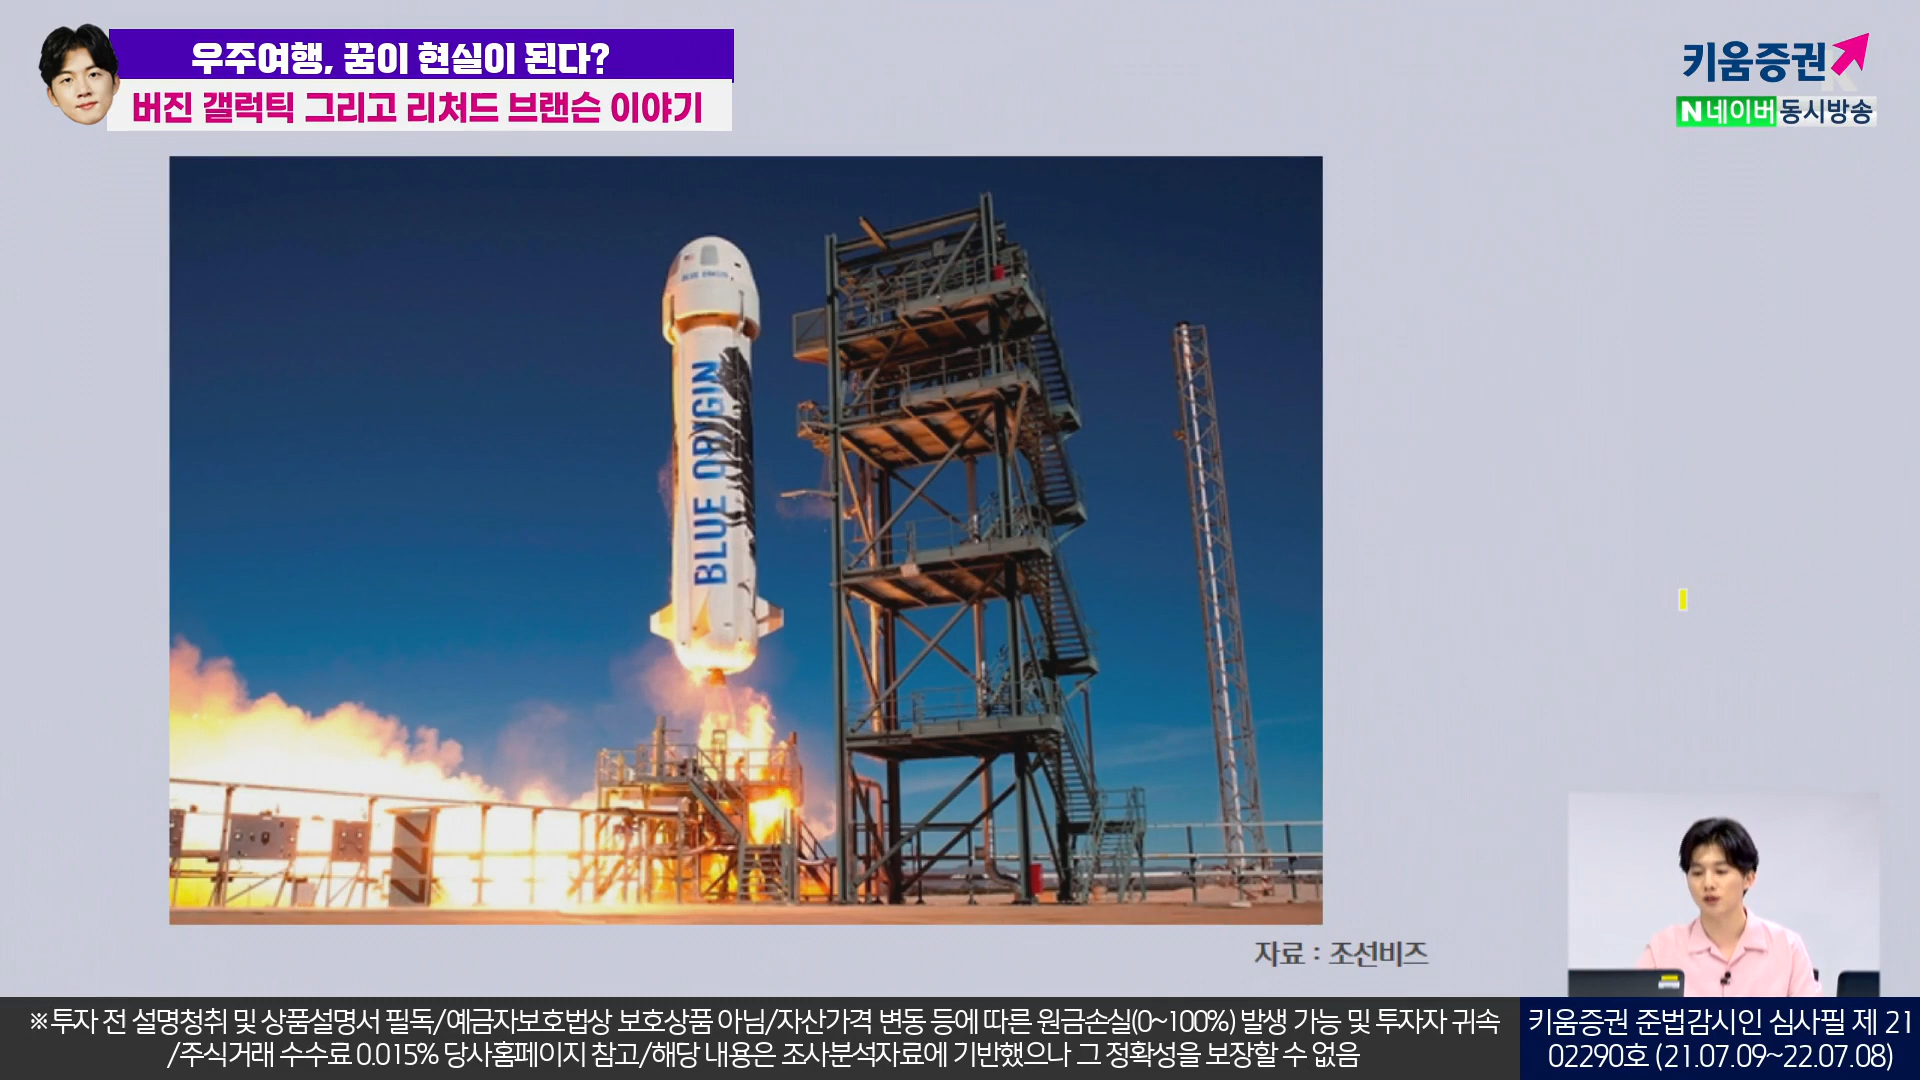 우주여행, 꿈이 현실이 된다?
버진 갤럭틱 그리고 리처드 브랜슨 이야기
키움증권
N 네이버 동시방송
BLUE ORIGIN
BLUE ORIGIN
자료 : 조선비즈
※투자 전 설명청취 및 상품설명서 필독/예금자보호법상 보호상품 아님/자산가격 변동 등에 따른 원금손실(0~100%) 발생 가능 및 투자자 귀속
/주식거래 수수료 0.015% 당사홈페이지 참고/해당 내용은 조사분석자료에 기반했으나 그 정확성을 보장할 수 없음
키움증권 준법감시인 심사필 제 21
02290호 (21.07.09~22.07.08)